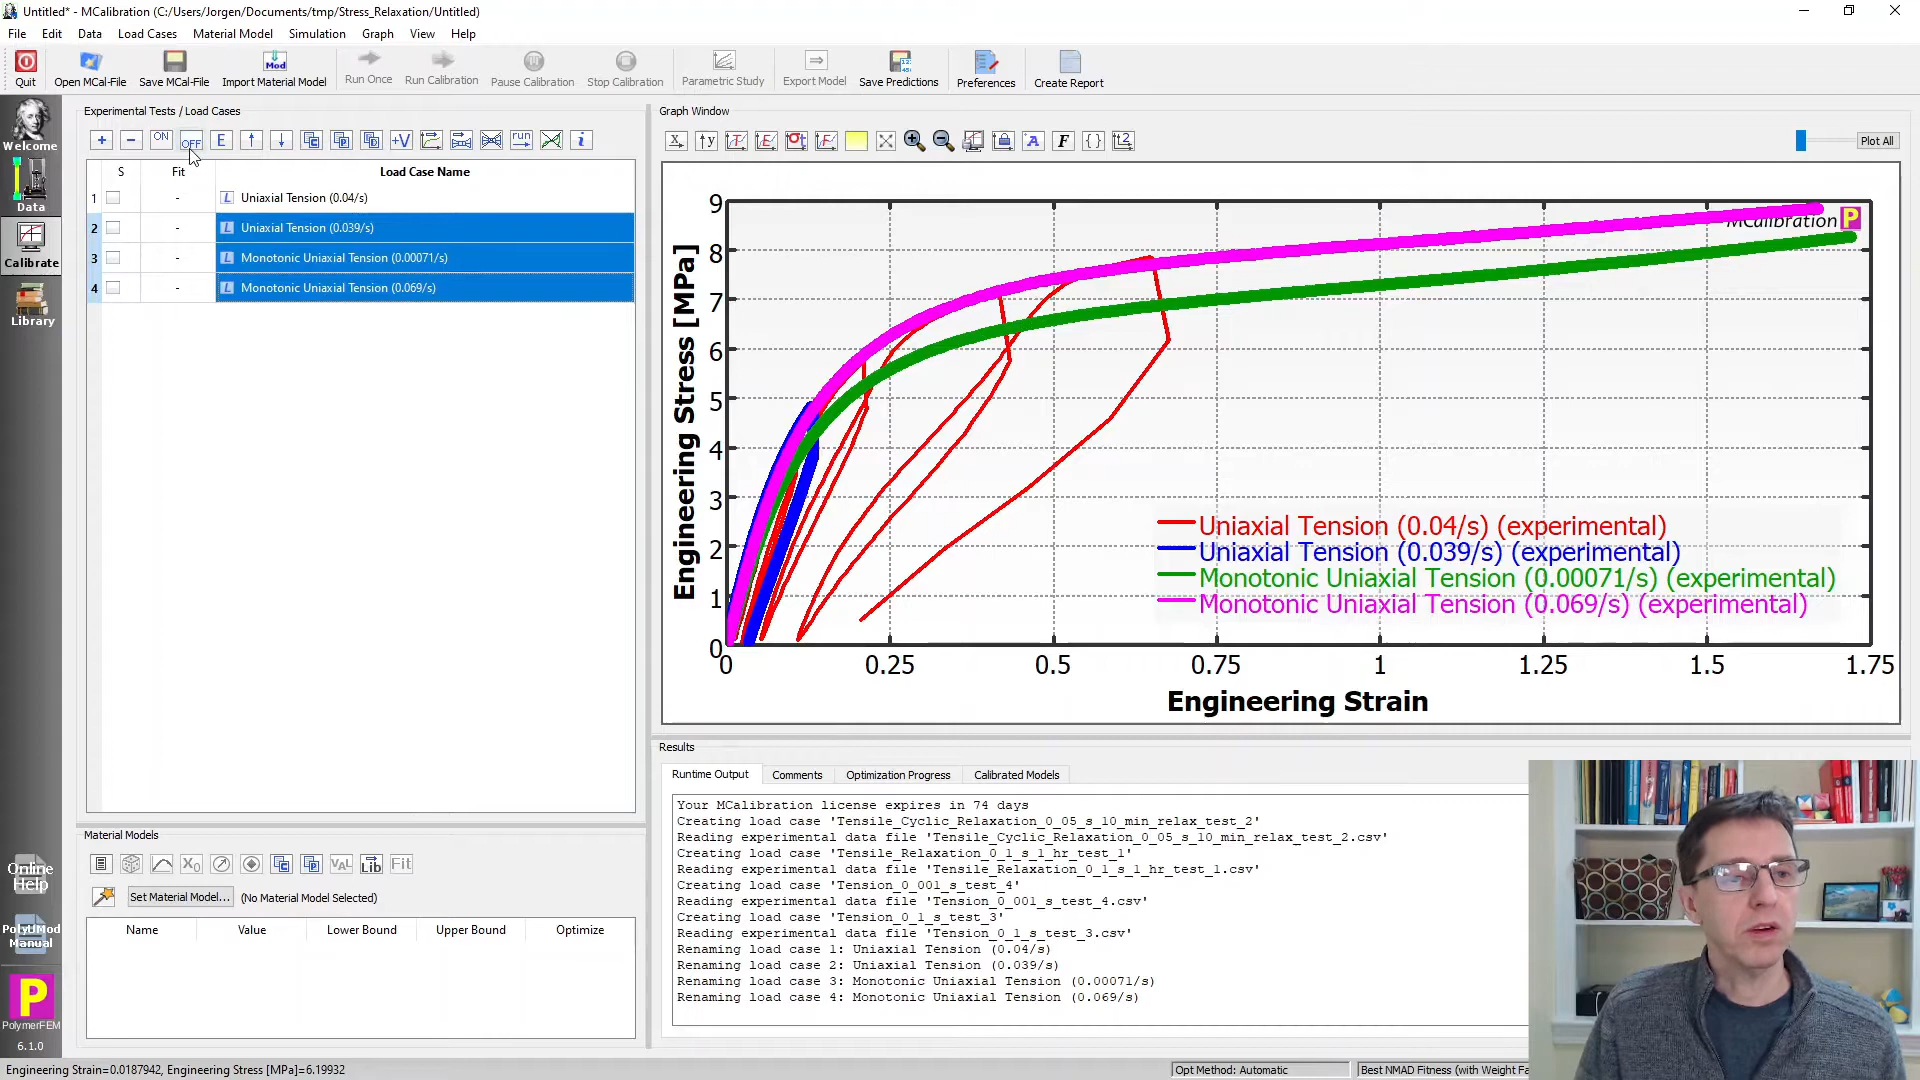 Untitled* - MCalibration (C:/Users/Jorgen/Documents/tmp/Stress_Relaxation/Untitled)
File Edit Data Load Cases Material Model Simulation Graph View Help
Quit Open MCal-File Save MCal-File Import Material Model Run Once Run Calibration Pause Calibration Stop Calibration Parametric Study Export Model Save Predictions Preferences Create Report
Mod
Welcome
Data
Calibrate
Library
Online Help
PolyUMod Manual
P
PolymerFEM
6.1.0
Experimental Tests / Load Cases
+ - ON OFF E +V run i
S Fit Load Case Name
1 - L Uniaxial Tension (0.04/s)
2 - L Uniaxial Tension (0.039/s)
3 - L Monotonic Uniaxial Tension (0.00071/s)
4 - L Monotonic Uniaxial Tension (0.069/s)
Material Models
X0 VAL Lib Fit
Set Material Model... (No Material Model Selected)
Name Value Lower Bound Upper Bound Optimize
Graph Window
Plot All
MCalibration P
Engineering Stress [MPa]
9
8
7
6
5
4
3
2
1
0
Uniaxial Tension (0.04/s) (experimental)
Uniaxial Tension (0.039/s) (experimental)
Monotonic Uniaxial Tension (0.00071/s) (experimental)
Monotonic Uniaxial Tension (0.069/s) (experimental)
0 0.25 0.5 0.75 1 1.25 1.5 1.75
Engineering Strain
Results
Runtime Output Comments Optimization Progress Calibrated Models
Your MCalibration license expires in 74 days
Creating load case 'Tensile_Cyclic_Relaxation_0_05_s_10_min_relax_test_2'
Reading experimental data file 'Tensile_Cyclic_Relaxation_0_05_s_10_min_relax_test_2.csv'
Creating load case 'Tensile_Relaxation_0_1_s_1_hr_test_1'
Reading experimental data file 'Tensile_Relaxation_0_1_s_1_hr_test_1.csv'
Creating load case 'Tension_0_001_s_test_4'
Reading experimental data file 'Tension_0_001_s_test_4.csv'
Creating load case 'Tension_0_1_s_test_3'
Reading experimental data file 'Tension_0_1_s_test_3.csv'
Renaming load case 1: Uniaxial Tension (0.04/s)
Renaming load case 2: Uniaxial Tension (0.039/s)
Renaming load case 3: Monotonic Uniaxial Tension (0.00071/s)
Renaming load case 4: Monotonic Uniaxial Tension (0.069/s)
Engineering Strain=0.0187942, Engineering Stress [MPa]=6.19932
Opt Method: Automatic
Best NMAD Fitness (with Weight Fa